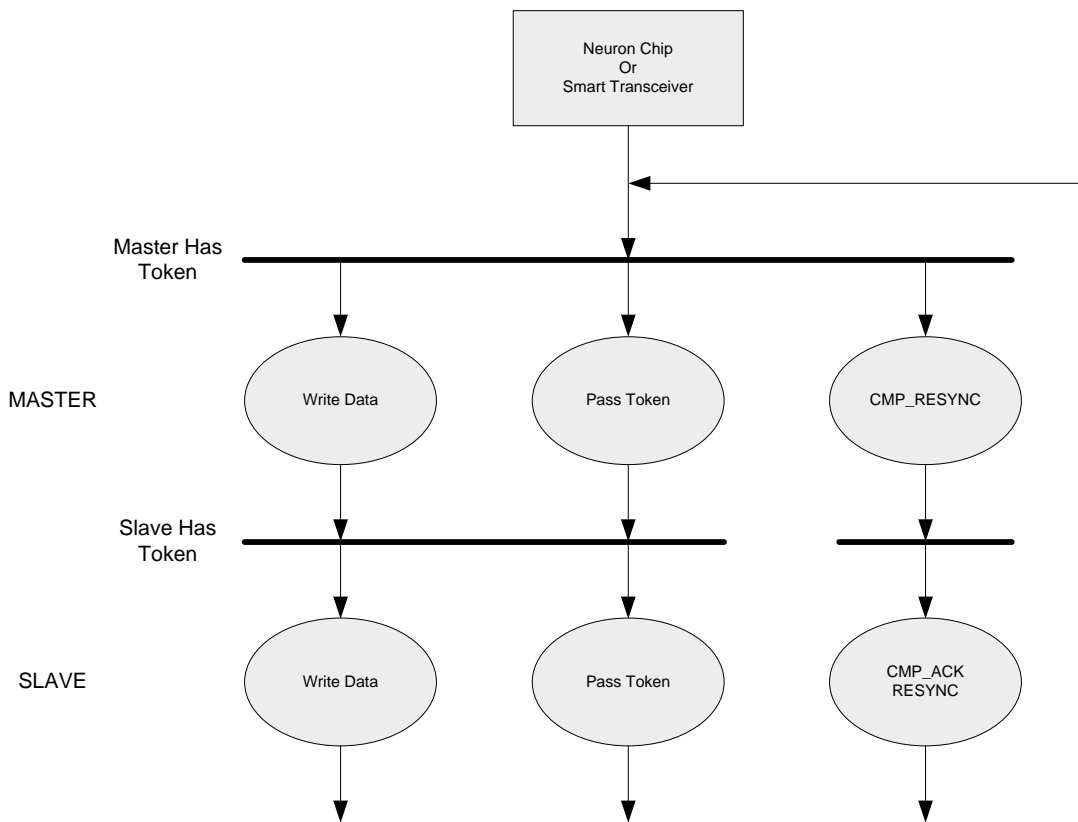 Neuron Chip
Or
Smart Transceiver
Master Has
Token
MASTER
Write Data
Pass Token
CMP_RESYNC
Slave Has
Token
SLAVE
Write Data
Pass Token
CMP_ACK
RESYNC